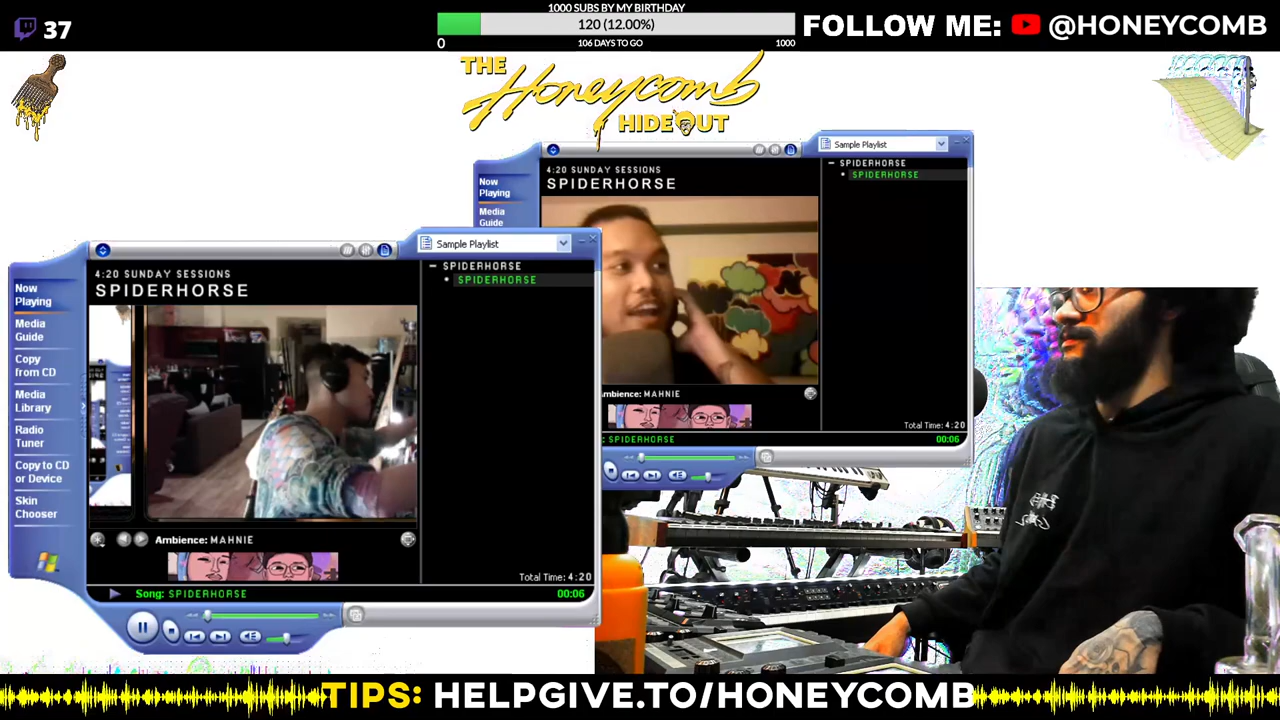 37
1000 SUBS BY MY BIRTHDAY
120 (12.00%)
0
106 DAYS TO GO
1000
FOLLOW ME: @HONEYCOMB
THE
Honeycomb
HIDEOUT
4:20 SUNDAY SESSIONS
SPIDERHORSE
Now
Playing
Media
Guide
Sample Playlist
SPIDERHORSE
SPIDERHORSE
mbience: MAHNIE
: SPIDERHORSE
Total Time: 4:20
00:06
4:20 SUNDAY SESSIONS
SPIDERHORSE
Now
Playing
Media
Guide
Copy
from CD
Media
Library
Radio
Tuner
Copy to CD
or Device
Skin
Chooser
Sample Playlist
SPIDERHORSE
SPIDERHORSE
Ambience: MAHNIE
Total Time: 4:20
Song: SPIDERHORSE
00:06
TIPS: HELPGIVE.TO/HONEYCOMB